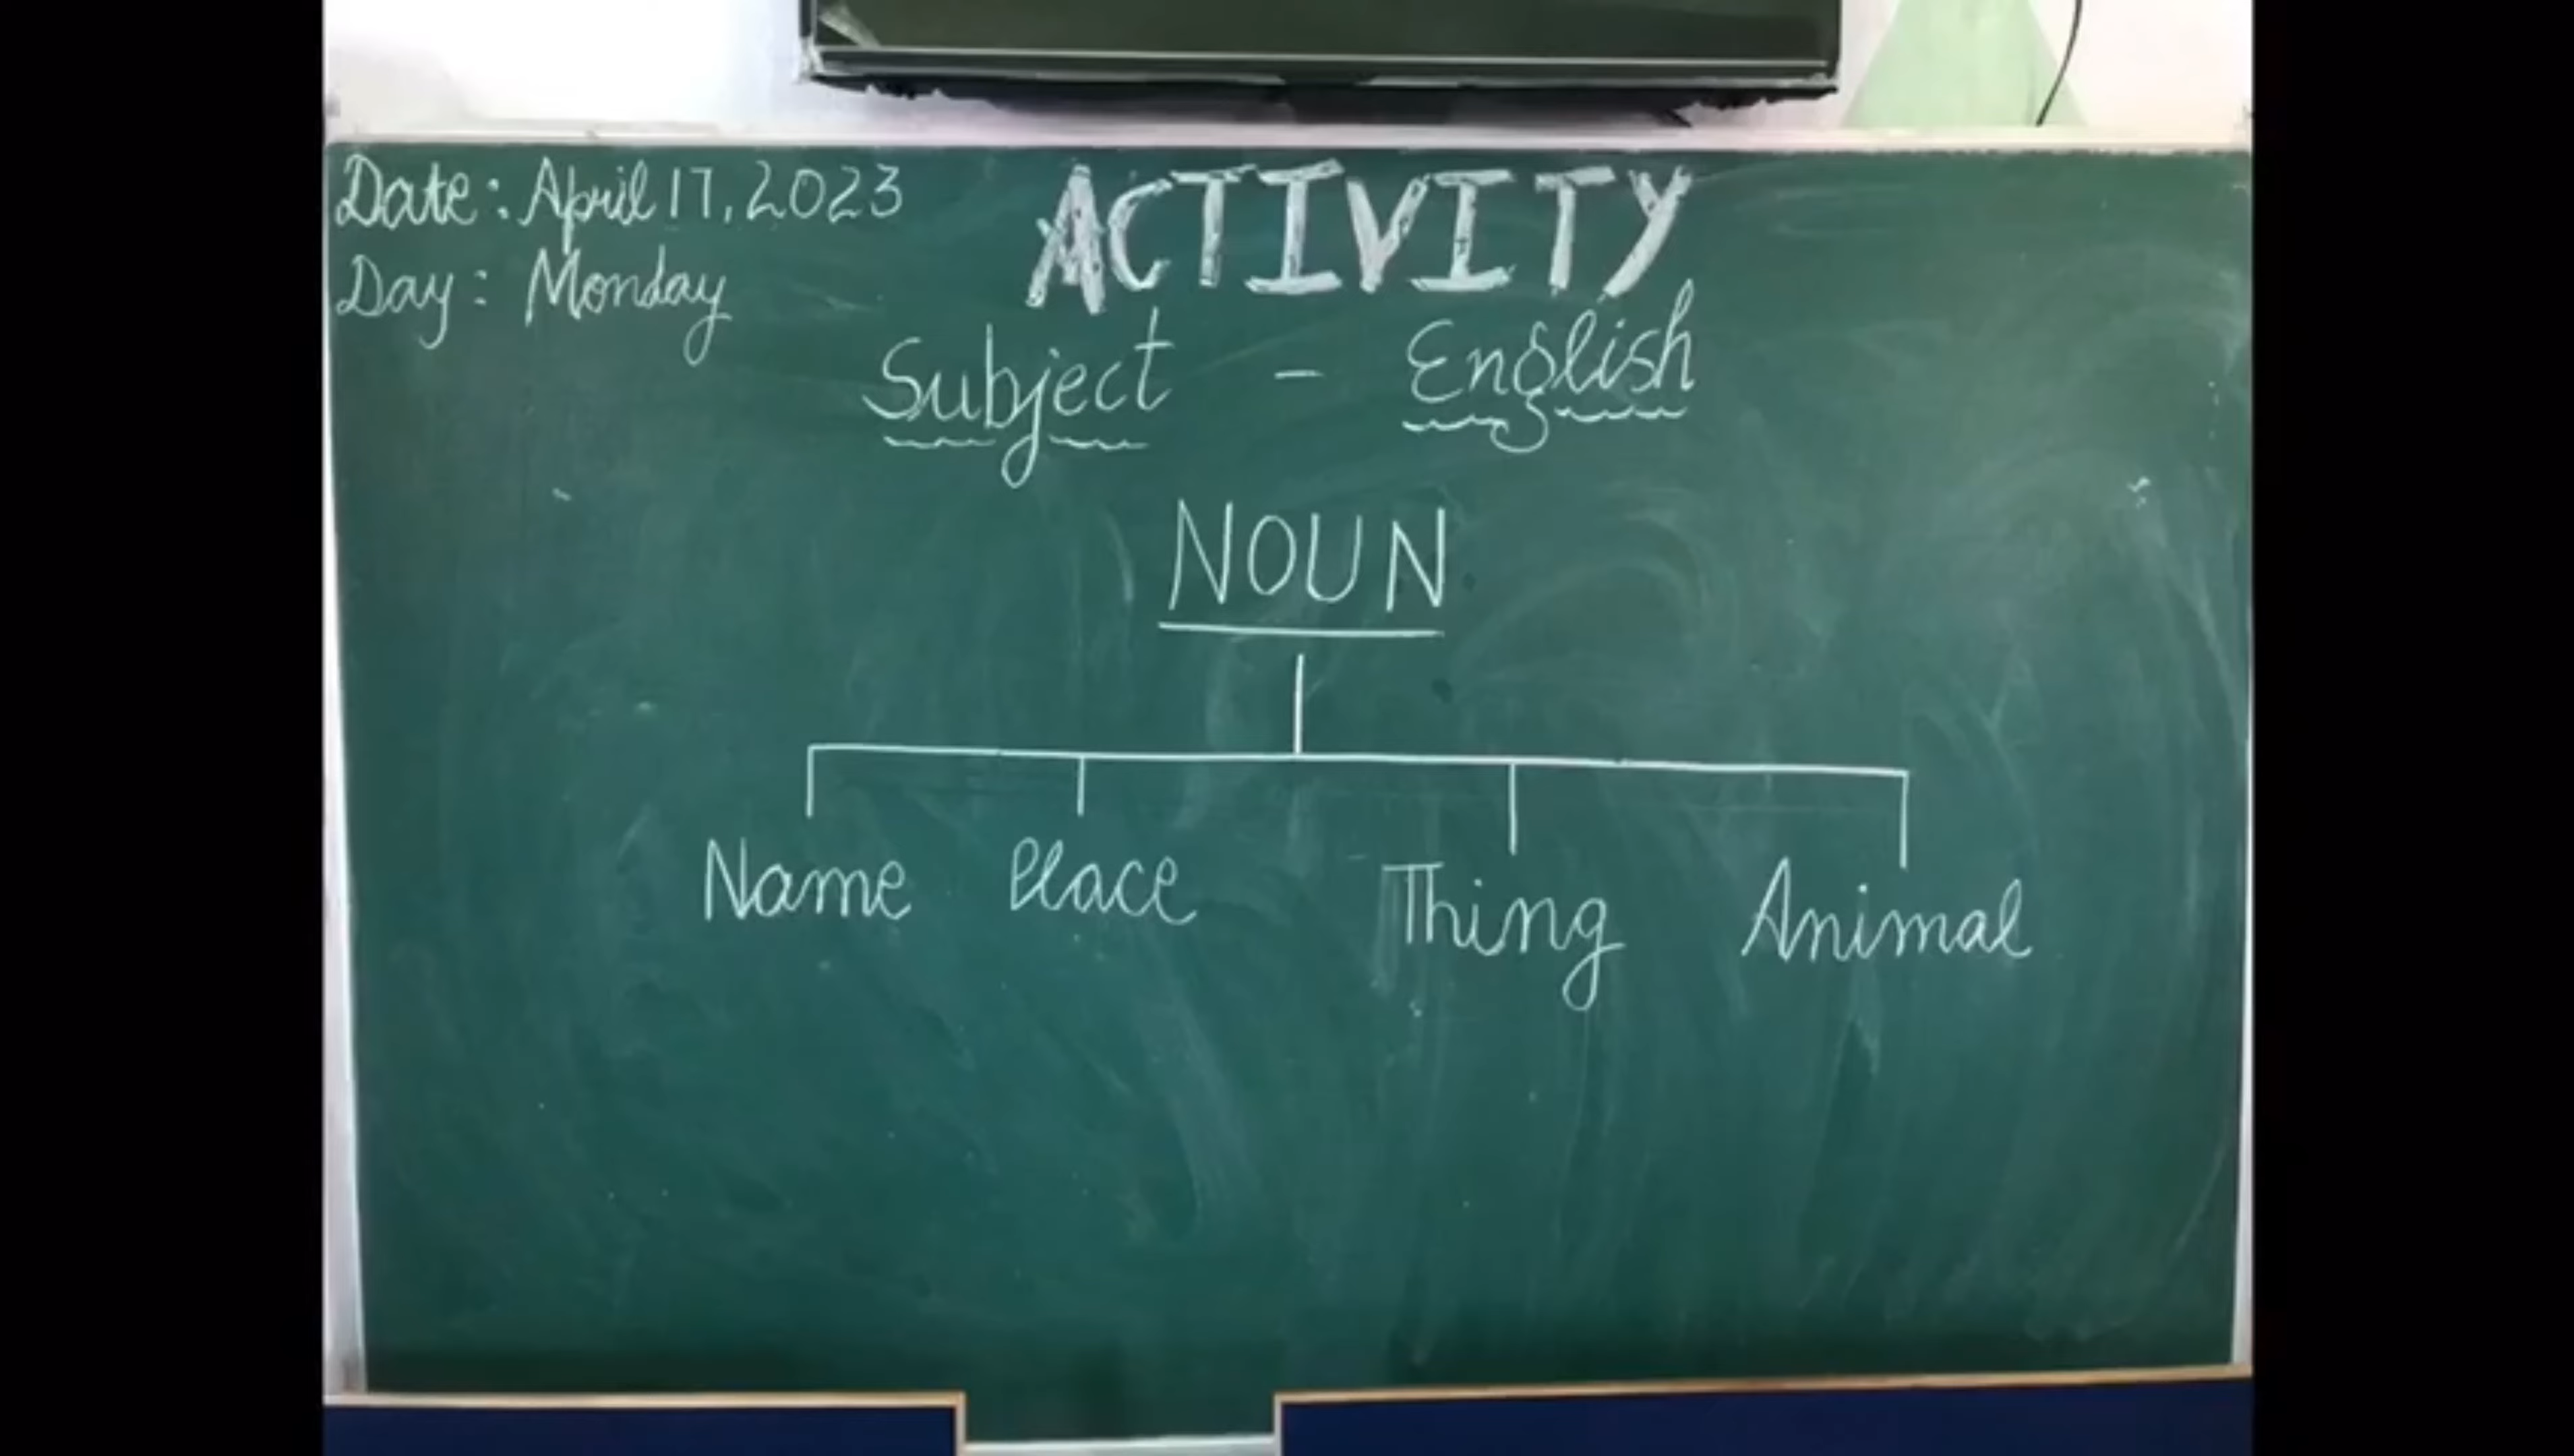 Date: April 17, 2023
ACTIVITY
Day: Monday
Subject - English
NOUN
Name Place Thing Animal